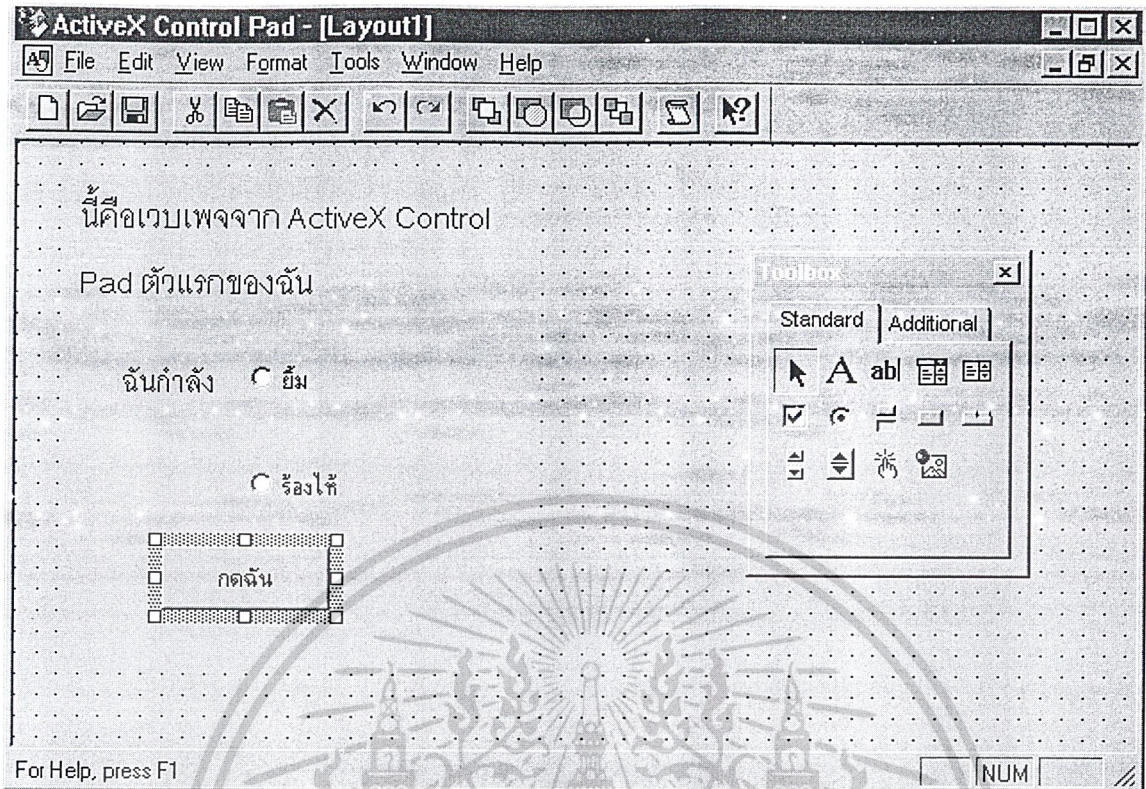 ActiveX Control Pad - [Layout1]
File Edit View Format Tools Window Help
นี้คือเวบเพจจาก ActiveX Control
Pad ตัวแรกของฉัน
Toolbox
Standard Additional
A ab
ฉันกำลัง ยิ้ม
ร้องไห้
กดฉัน
For Help, press F1 NUM